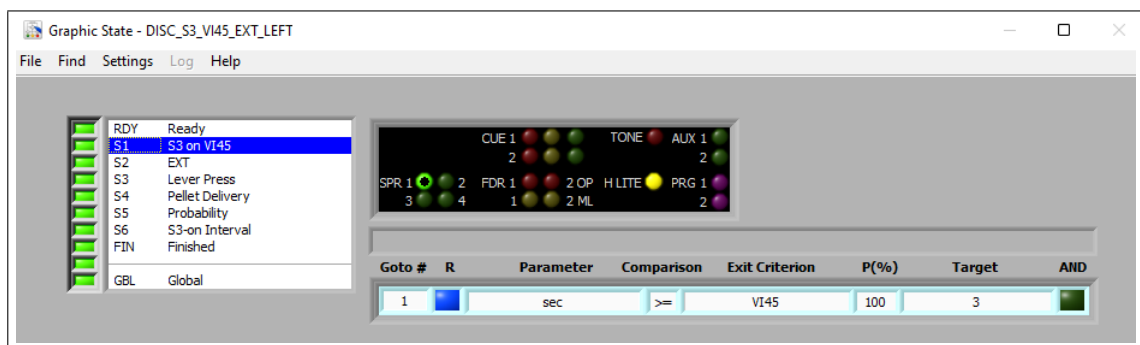 Graphic State - DISC_S3_VI45_EXT_LEFT
File Find Settings Log Help
RDY Ready
S1 S3 on VI45
S2 EXT
S3 Lever Press
S4 Pellet Delivery
S5 Probability
S6 S3-on Interval
FIN Finished
GBL Global
CUE 1 TONE AUX 1
2 2
SPR 1 2 FDR 1 2 OP H LITE PRG 1
3 4 1 2 ML 2
Goto # R Parameter Comparison Exit Criterion P(%) Target AND
1 sec >= VI45 100 3